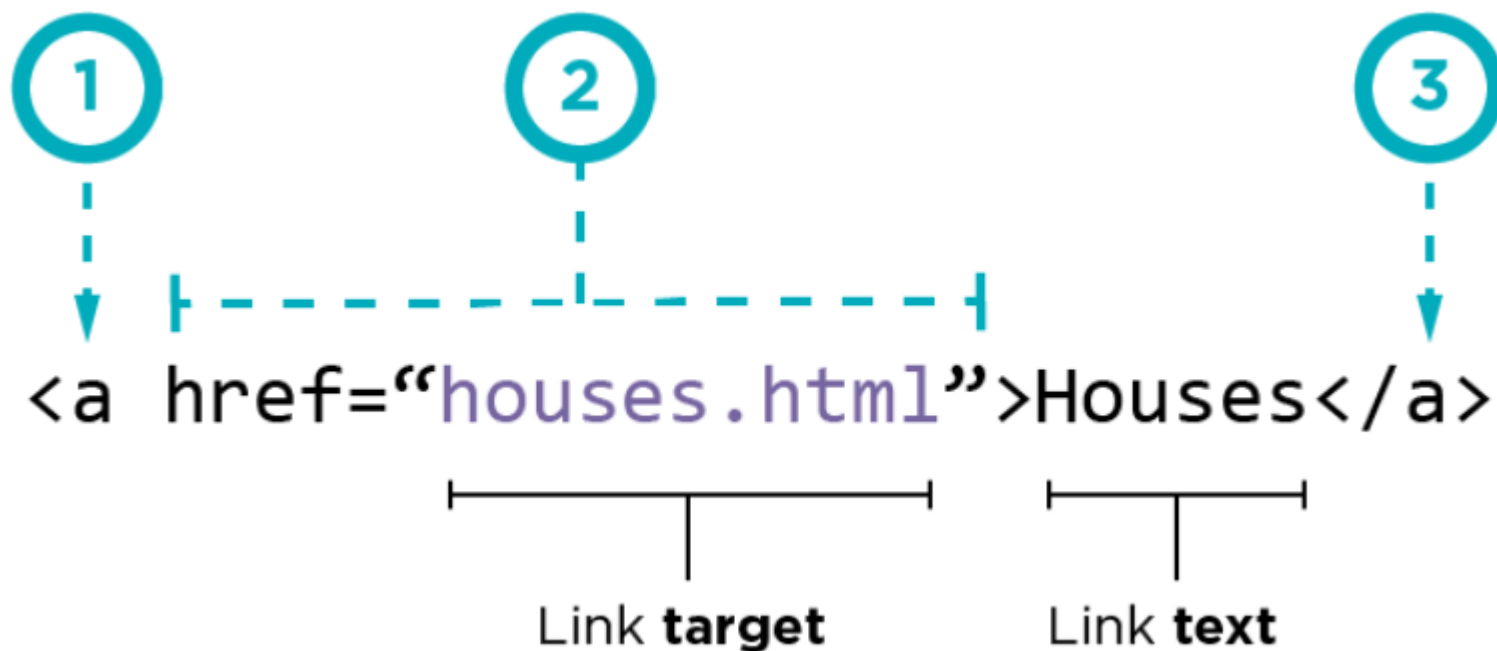 1 2 3
<a href=“houses.html”>Houses</a>
Link target Link text